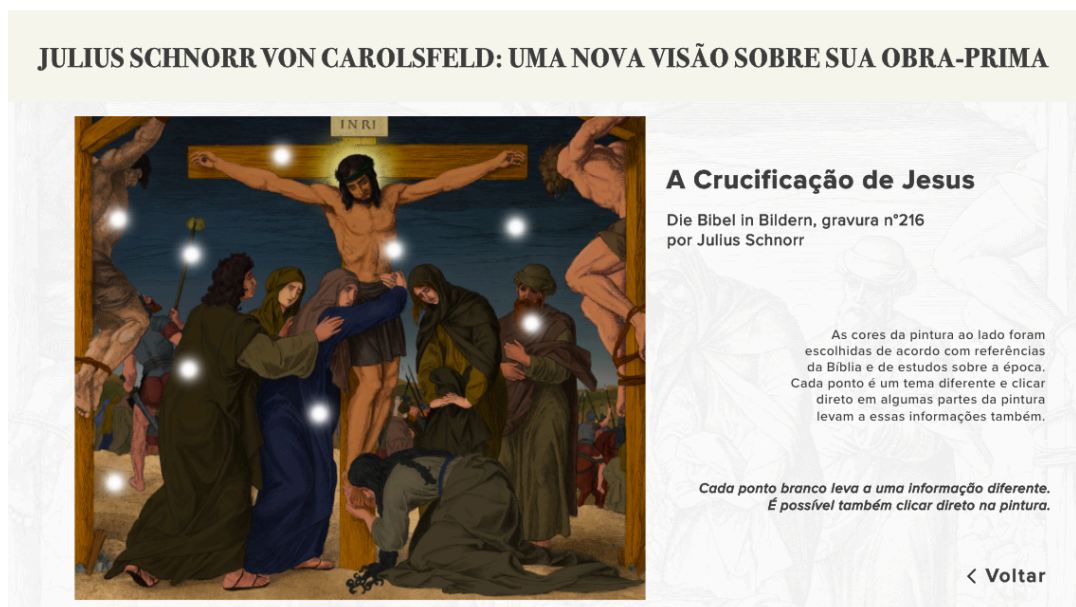 JULIUS SCHNORR VON CAROLSFELD: UMA NOVA VISÃO SOBRE SUA OBRA-PRIMA
INRI
A Crucificação de Jesus
Die Bibel in Bildern, gravura n°216
por Julius Schnorr
As cores da pintura ao lado foram
escolhidas de acordo com referências
da Bíblia e de estudos sobre a época.
Cada ponto é um tema diferente e clicar
direto em algumas partes da pintura
levam a essas informações também.
Cada ponto branco leva a uma informação diferente.
É possível também clicar direto na pintura.
< Voltar